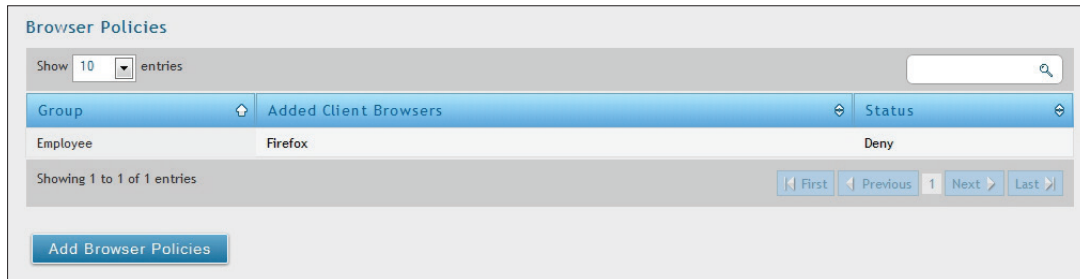 Browser Policies
Show 10 entries
Group Added Client Browsers Status
Employee Firefox Deny
Showing 1 to 1 of 1 entries First Previous 1 Next Last
Add Browser Policies